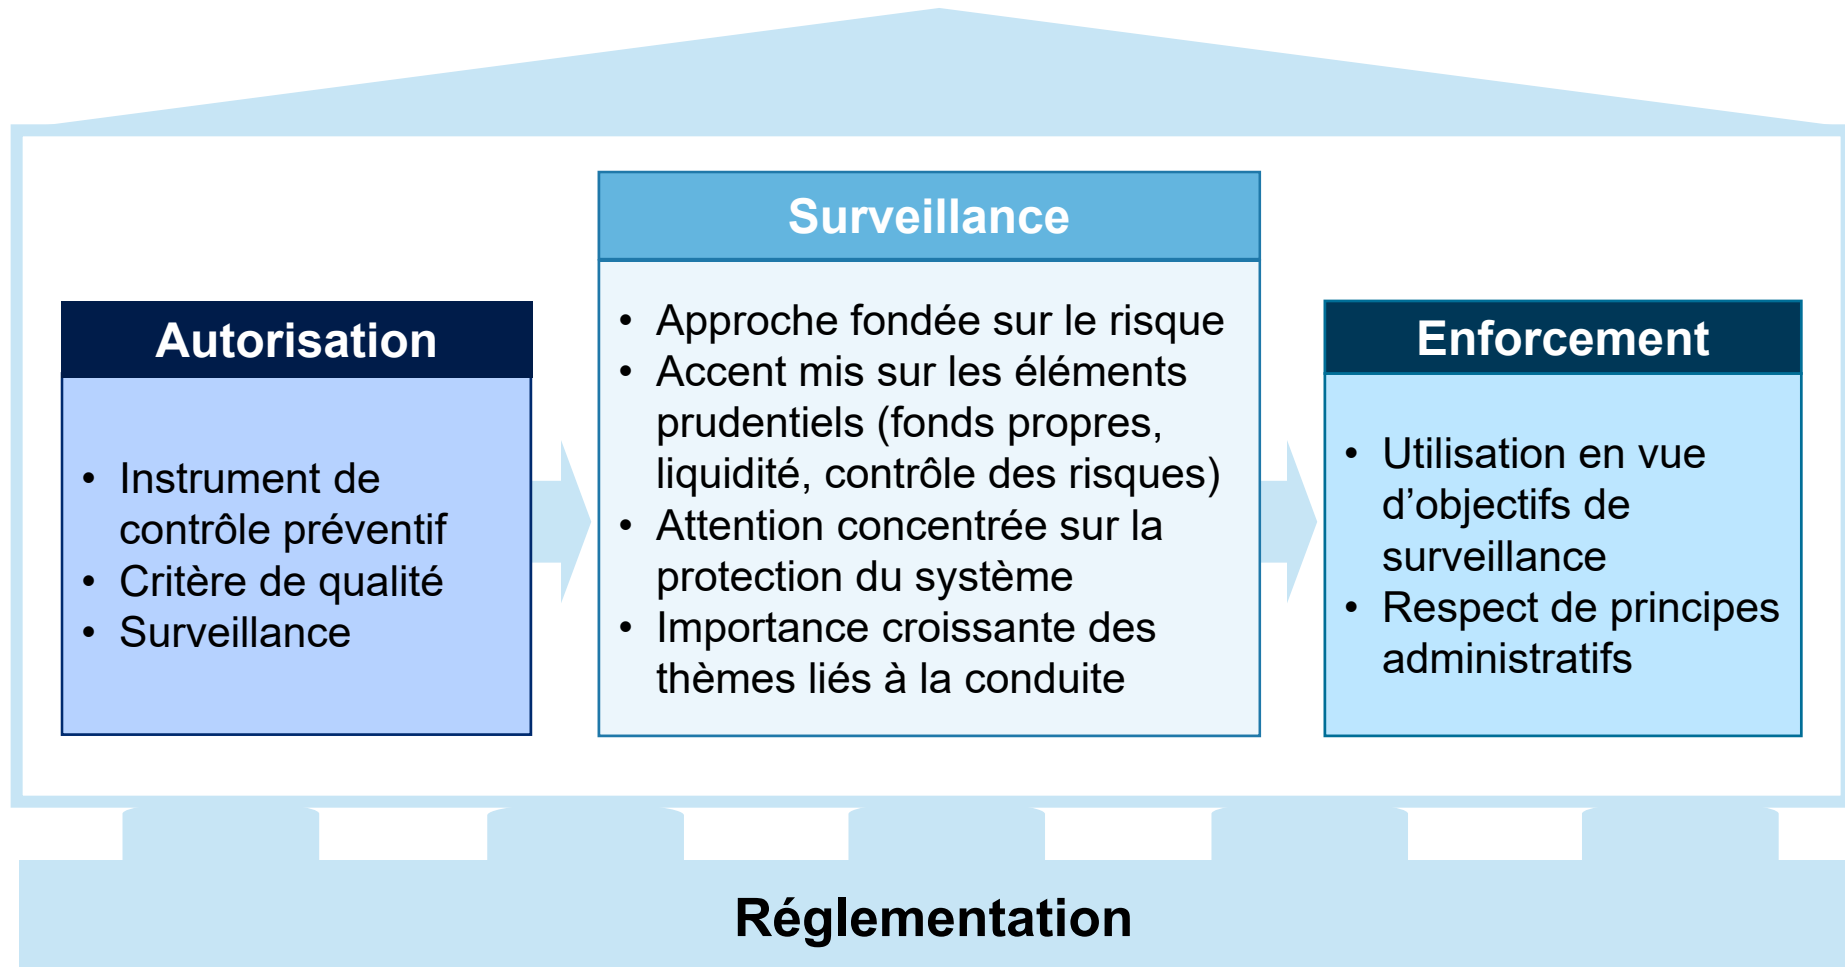 Autorisation
• Instrument de
contrôle préventif
• Critère de qualité
• Surveillance
Surveillance
• Approche fondée sur le risque
• Accent mis sur les éléments
prudentiels (fonds propres,
liquidité, contrôle des risques)
• Attention concentrée sur la
protection du système
• Importance croissante des
thèmes liés à la conduite
Enforcement
• Utilisation en vue
d’objectifs de
surveillance
• Respect de principes
administratifs
Réglementation